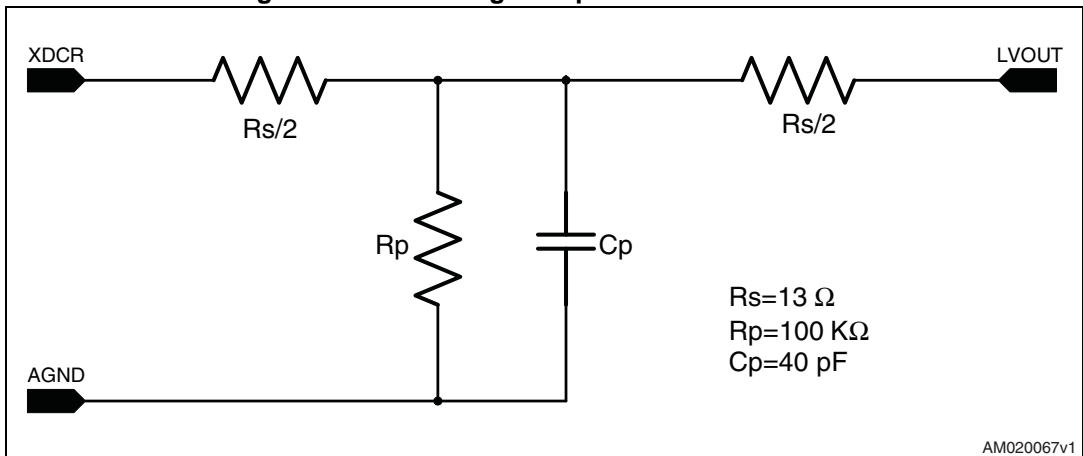 XDCR
LVOUT
Rs/2
Rs/2
Rp
Cp
Rs=13 Ω
Rp=100 KΩ
Cp=40 pF
AGND
AM020067v1